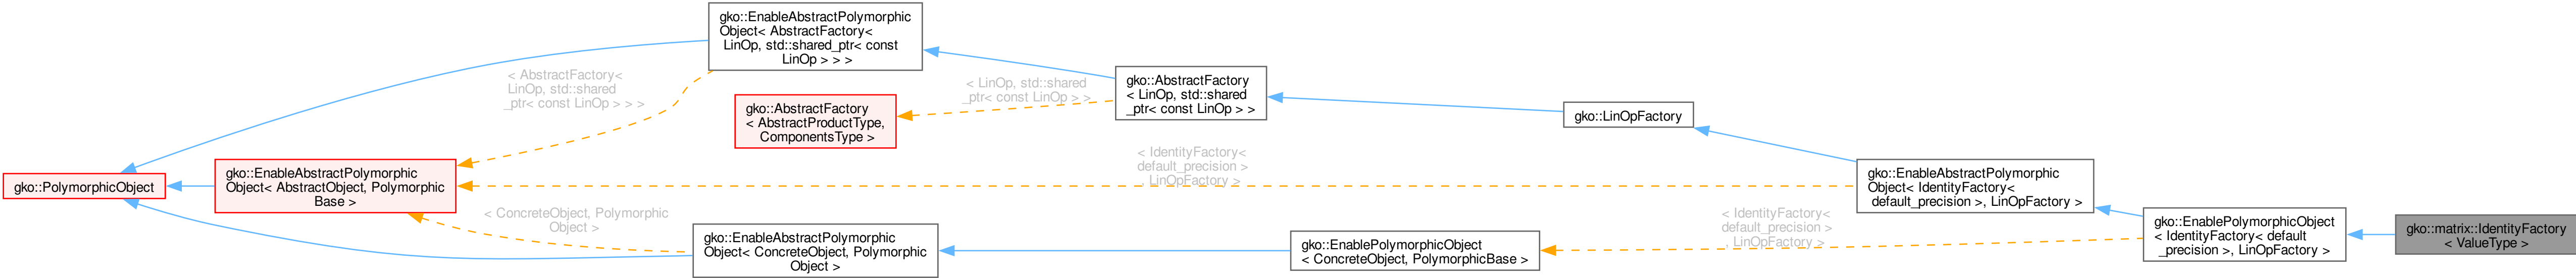 gko::EnableAbstractPolymorphic
Object< AbstractFactory<
LinOp, std::shared_ptr< const
LinOp > > >
< AbstractFactory<
LinOp, std::shared
_ptr< const LinOp > > >
< LinOp, std::shared
_ptr< const LinOp > >
gko::AbstractFactory
< LinOp, std::shared
_ptr< const LinOp > >
gko::AbstractFactory
< AbstractProductType,
ComponentsType >
gko::LinOpFactory
< IdentityFactory<
default_precision >
, LinOpFactory >
gko::PolymorphicObject
gko::EnableAbstractPolymorphic
Object< AbstractObject, Polymorphic
Base >
gko::EnableAbstractPolymorphic
Object< IdentityFactory<
default_precision >, LinOpFactory >
< ConcreteObject, Polymorphic
Object >
gko::EnableAbstractPolymorphic
Object< ConcreteObject, Polymorphic
Object >
gko::EnablePolymorphicObject
< ConcreteObject, PolymorphicBase >
< IdentityFactory<
default_precision >
, LinOpFactory >
gko::EnablePolymorphicObject
< IdentityFactory< default
_precision >, LinOpFactory >
gko::matrix::IdentityFactory
< ValueType >